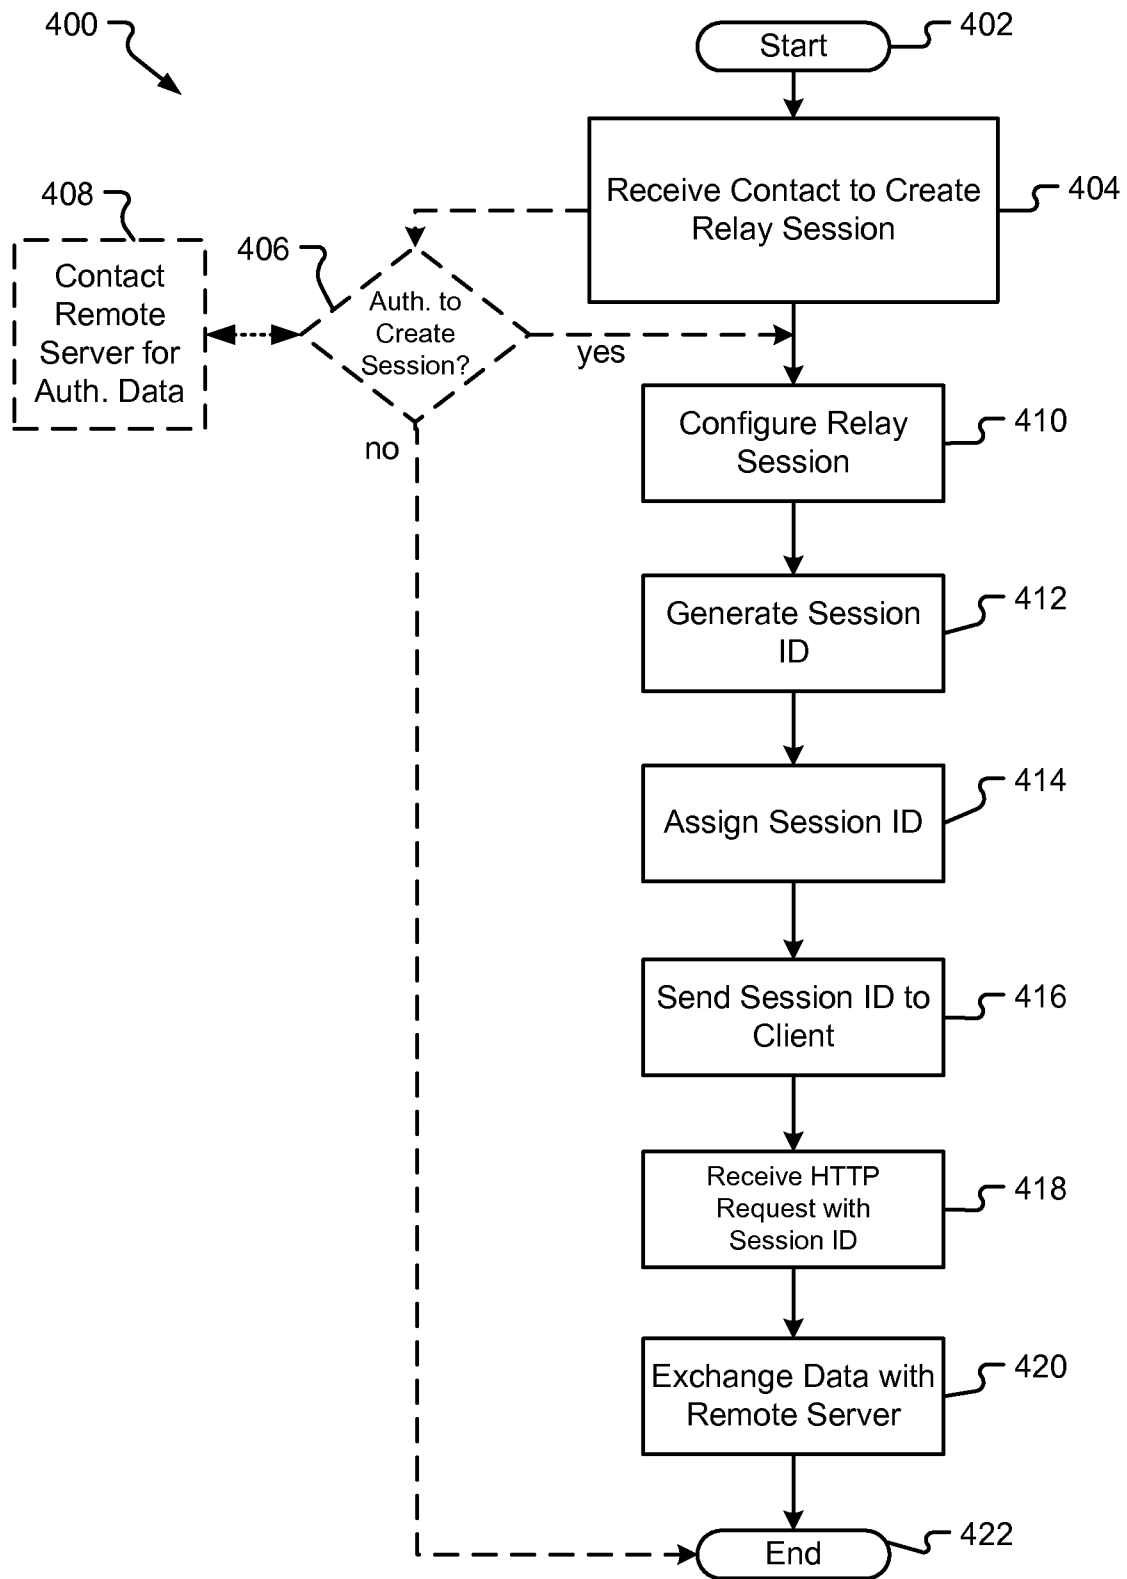 400
Start
402
Receive Contact to Create
Relay Session
404
408
Contact
Remote
Server for
Auth. Data
406
Auth. to
Create
Session?
yes
no
Configure Relay
Session
410
Generate Session
ID
412
Assign Session ID
414
Send Session ID to
Client
416
Receive HTTP
Request with
Session ID
418
Exchange Data with
Remote Server
420
End
422